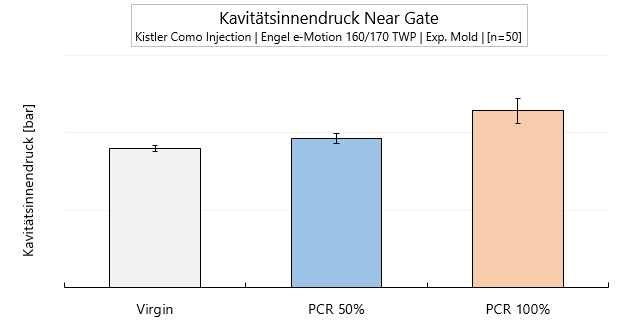 Kavitätsinnendruck Near Gate
Kistler Como Injection | Engel e-Motion 160/170 TWP | Exp. Mold | [n=50]
Kavitätsinnendruck [bar]
Virgin
PCR 50%
PCR 100%